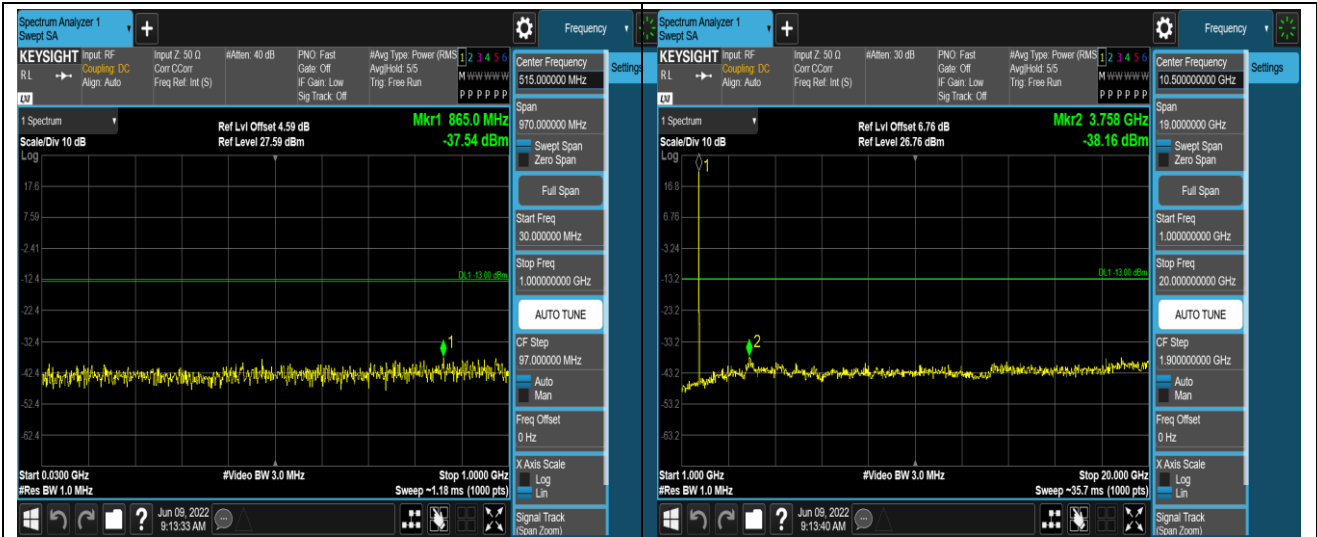 Spectrum Analyzer 1
Swept SA
+
Frequency
KEYSIGHT Input: RF Input Z: 50 Ω #Atten: 40 dB PNO: Fast #Avg Type: Power (RMS 1 2 3 4 5 6
RL Coupling: DC Corr CCorr Gate: Off Avg|Hold: 5/5 M W W W W W
Align: Auto Freq Ref: Int (S) IF Gain: Low Trig: Free Run
LXI Sig Track: Off P P P P P P
Center Frequency
515.000000 MHz
Settings
Span
970.000000 MHz
Swept Span
Zero Span
Full Span
Start Freq
30.000000 MHz
Stop Freq
1.000000000 GHz
AUTO TUNE
CF Step
97.000000 MHz
Auto
Man
Freq Offset
0 Hz
X Axis Scale
Log
Lin
Signal Track
(Span Zoom)
1 Spectrum
Scale/Div 10 dB
Log
Ref Lvl Offset 4.59 dB
Ref Level 27.59 dBm
Mkr1 865.0 MHz
-37.54 dBm
17.6
7.59
-2.41
-12.4
DL1 -13.00 dBm
-22.4
-32.4
1
-42.4
-52.4
-62.4
Start 0.0300 GHz #Video BW 3.0 MHz Stop 1.0000 GHz
#Res BW 1.0 MHz Sweep ~1.18 ms (1000 pts)
?
Jun 09, 2022
9:13:33 AM
Spectrum Analyzer 1
Swept SA
+
Frequency
KEYSIGHT Input: RF Input Z: 50 Ω #Atten: 30 dB PNO: Fast #Avg Type: Power (RMS 1 2 3 4 5 6
RL Coupling: DC Corr CCorr Gate: Off Avg|Hold: 5/5 M W W W W W
Align: Auto Freq Ref: Int (S) IF Gain: Low Trig: Free Run
LXI Sig Track: Off P P P P P P
Center Frequency
10.500000000 GHz
Settings
Span
19.0000000 GHz
Swept Span
Zero Span
Full Span
Start Freq
1.000000000 GHz
Stop Freq
20.000000000 GHz
AUTO TUNE
CF Step
1.900000000 GHz
Auto
Man
Freq Offset
0 Hz
X Axis Scale
Log
Lin
Signal Track
(Span Zoom)
1 Spectrum
Scale/Div 10 dB
Log
Ref Lvl Offset 6.76 dB
Ref Level 26.76 dBm
Mkr2 3.758 GHz
-38.16 dBm
1
16.8
6.76
-3.24
-13.2
DL1 -13.00 dBm
-23.2
-33.2
2
-43.2
-53.2
-63.2
Start 1.000 GHz #Video BW 3.0 MHz Stop 20.000 GHz
#Res BW 1.0 MHz Sweep ~35.7 ms (1000 pts)
?
Jun 09, 2022
9:13:40 AM